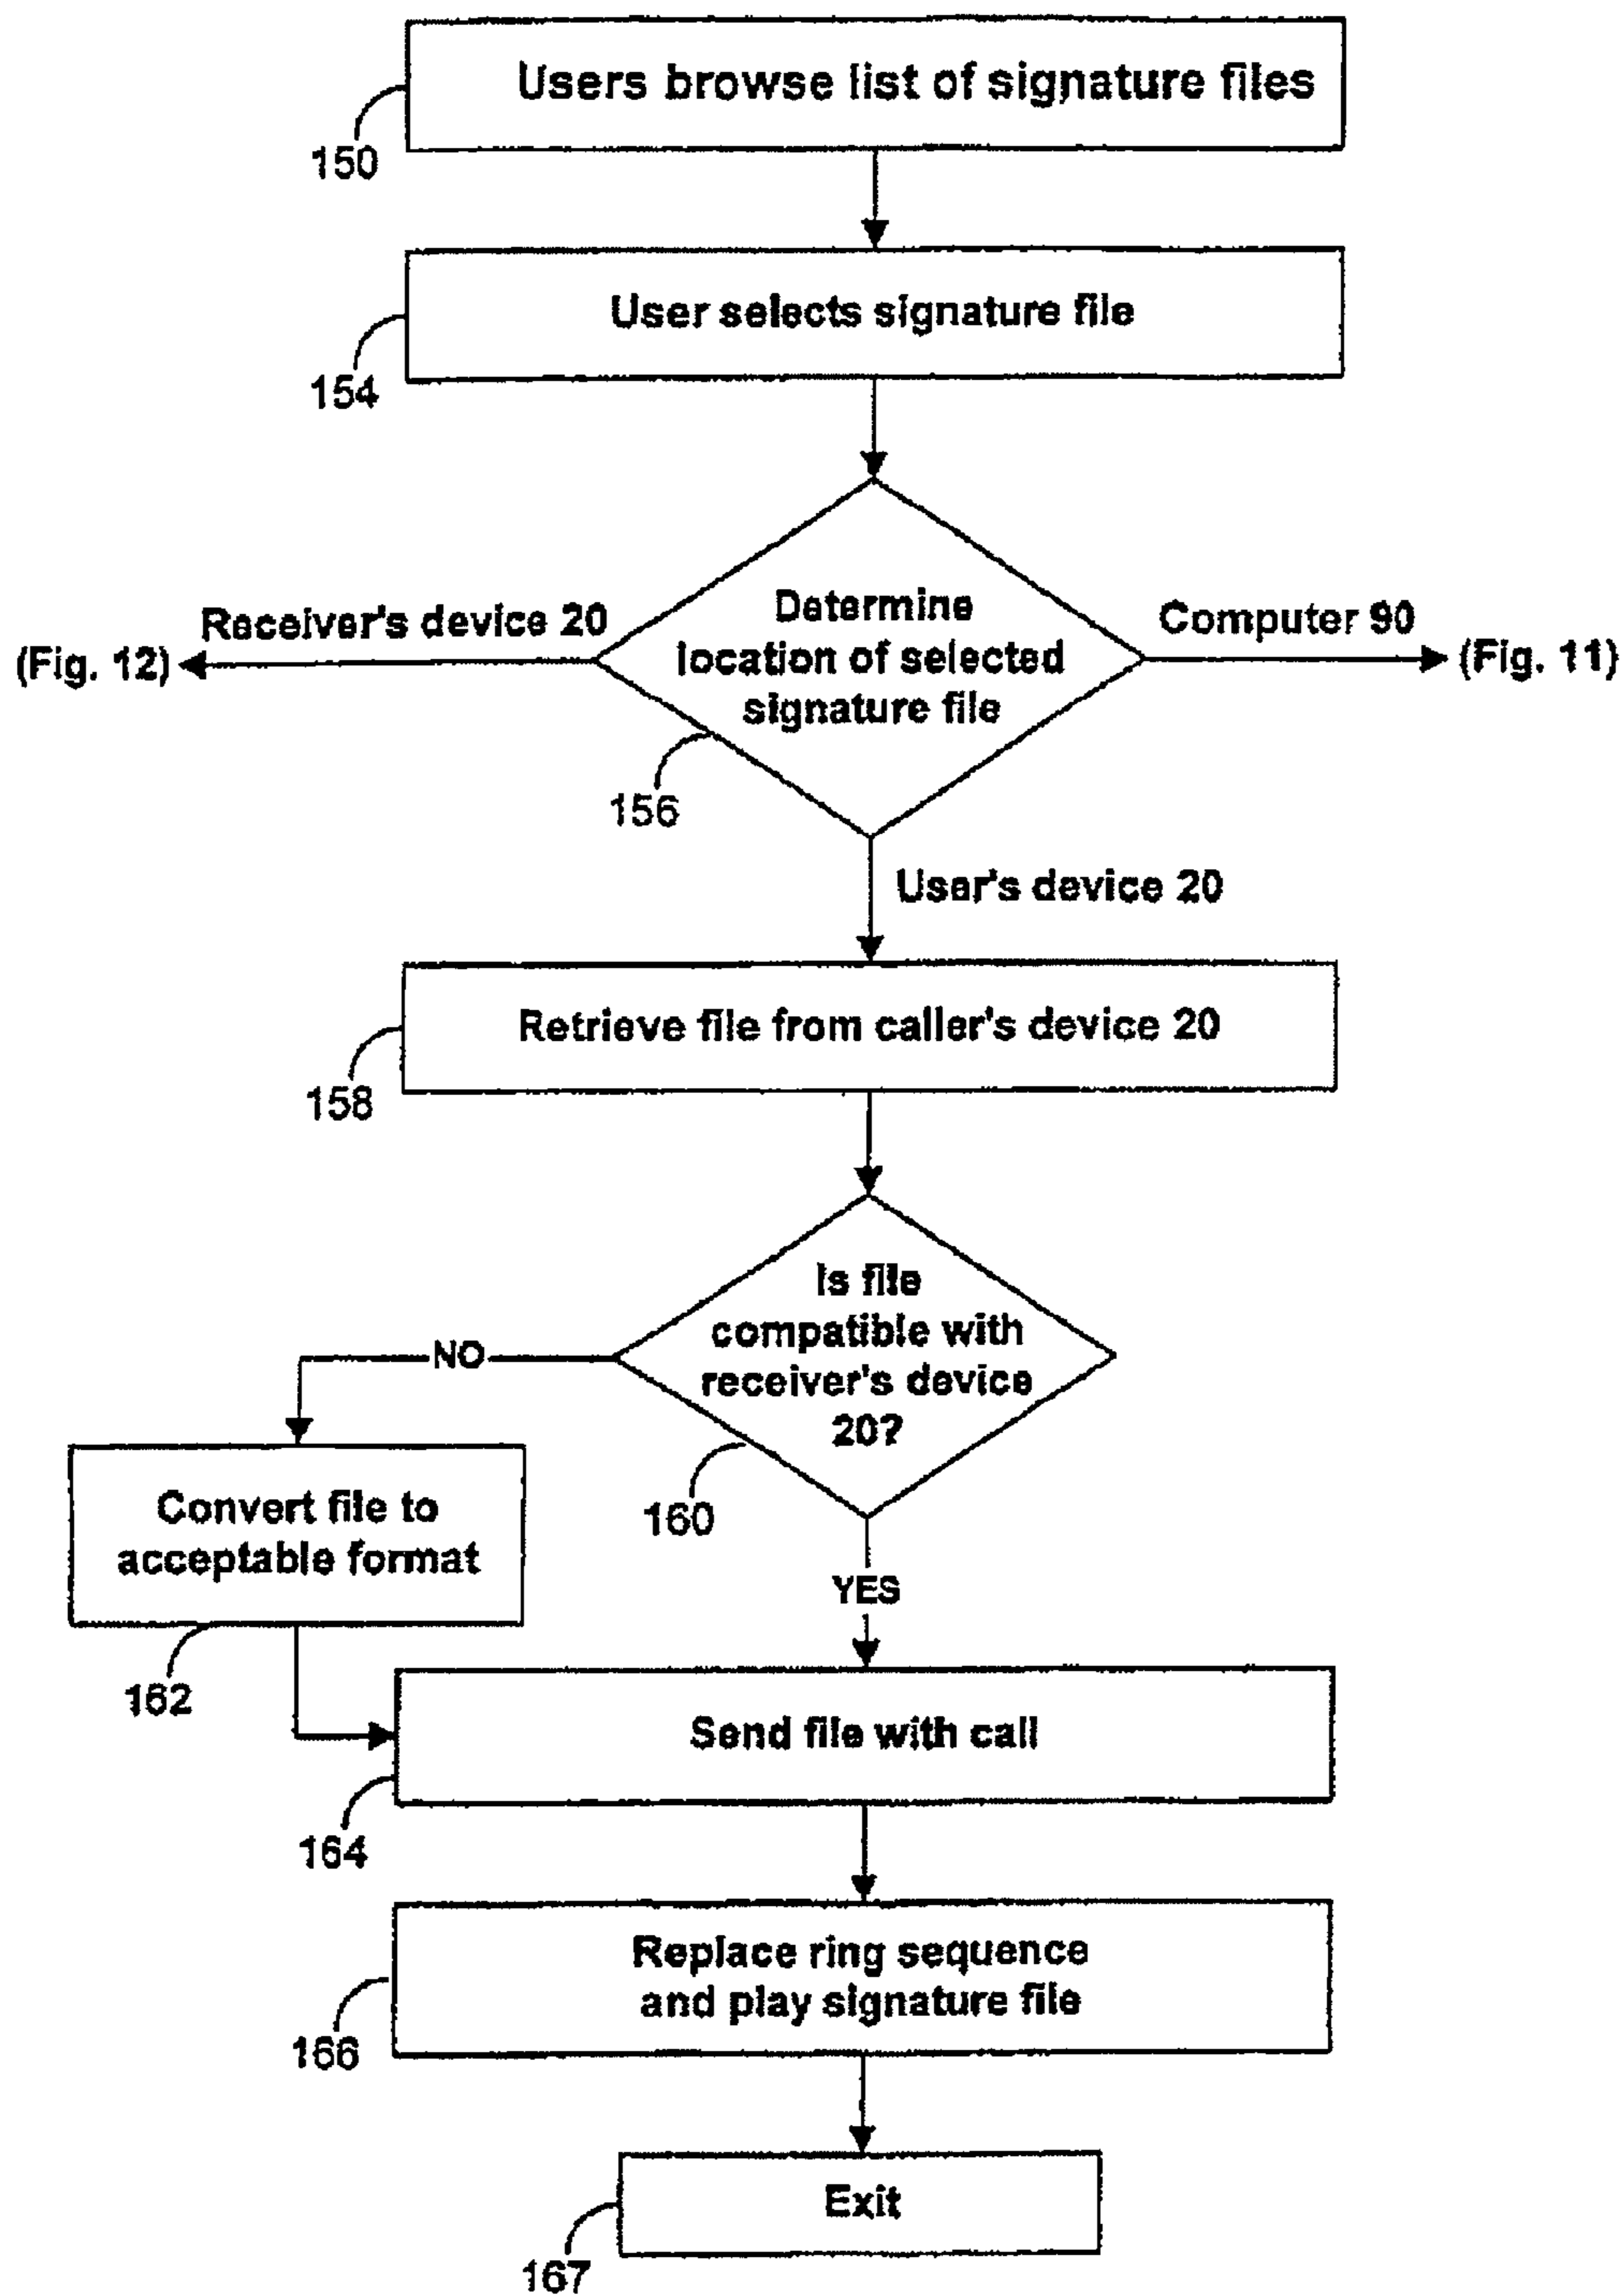 Users browse list of signature files
150
User selects signature file
154
Receiver's device 20
(Fig. 12)
Determine
location of selected
signature file
Computer 90
(Fig. 11)
156
User's device 20
Retrieve file from caller's device 20
158
Is file
compatible with
receiver's device
20?
NO
160
Convert file to
acceptable format
YES
162
Send file with call
164
Replace ring sequence
and play signature file
166
Exit
167